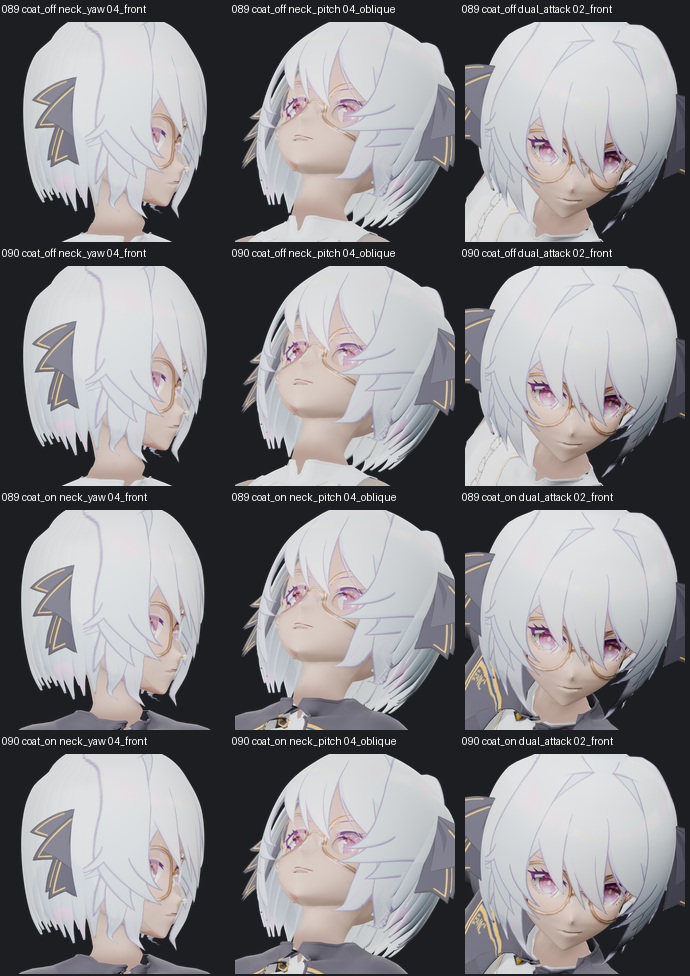 089 coat_off neck_yaw 04_front
089 coat_off neck_pitch 04_oblique
089 coat_off dual_attack 02_front
090 coat_off neck_yaw 04_front
090 coat_off neck_pitch 04_oblique
090 coat_off dual_attack 02_front
089 coat_on neck_yaw 04_front
089 coat_on neck_pitch 04_oblique
089 coat_on dual_attack 02_front
090 coat_on neck_yaw 04_front
090 coat_on neck_pitch 04_oblique
090 coat_on dual_attack 02_front